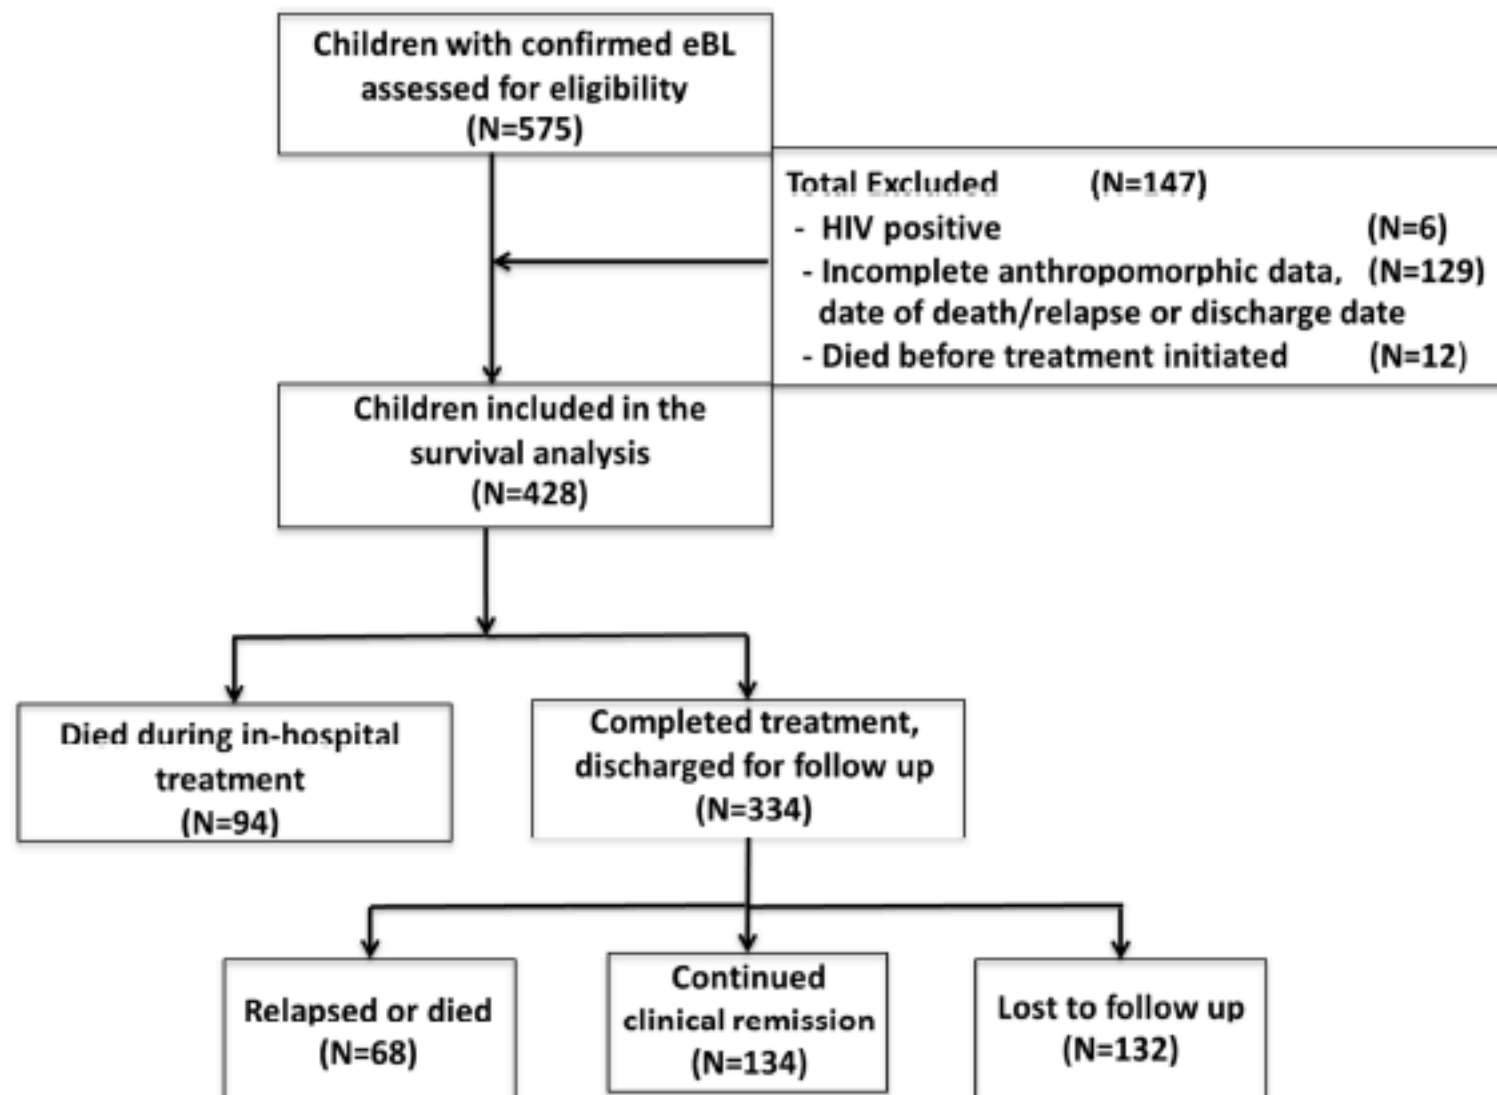 Children with confirmed eBL
assessed for eligibility
(N=575)
Total Excluded (N=147)
- HIV positive (N=6)
- Incomplete anthropomorphic data, (N=129)
date of death/relapse or discharge date
- Died before treatment initiated (N=12)
Children included in the
survival analysis
(N=428)
Died during in-hospital
treatment
(N=94)
Completed treatment,
discharged for follow up
(N=334)
Relapsed or died
(N=68)
Continued
clinical remission
(N=134)
Lost to follow up
(N=132)